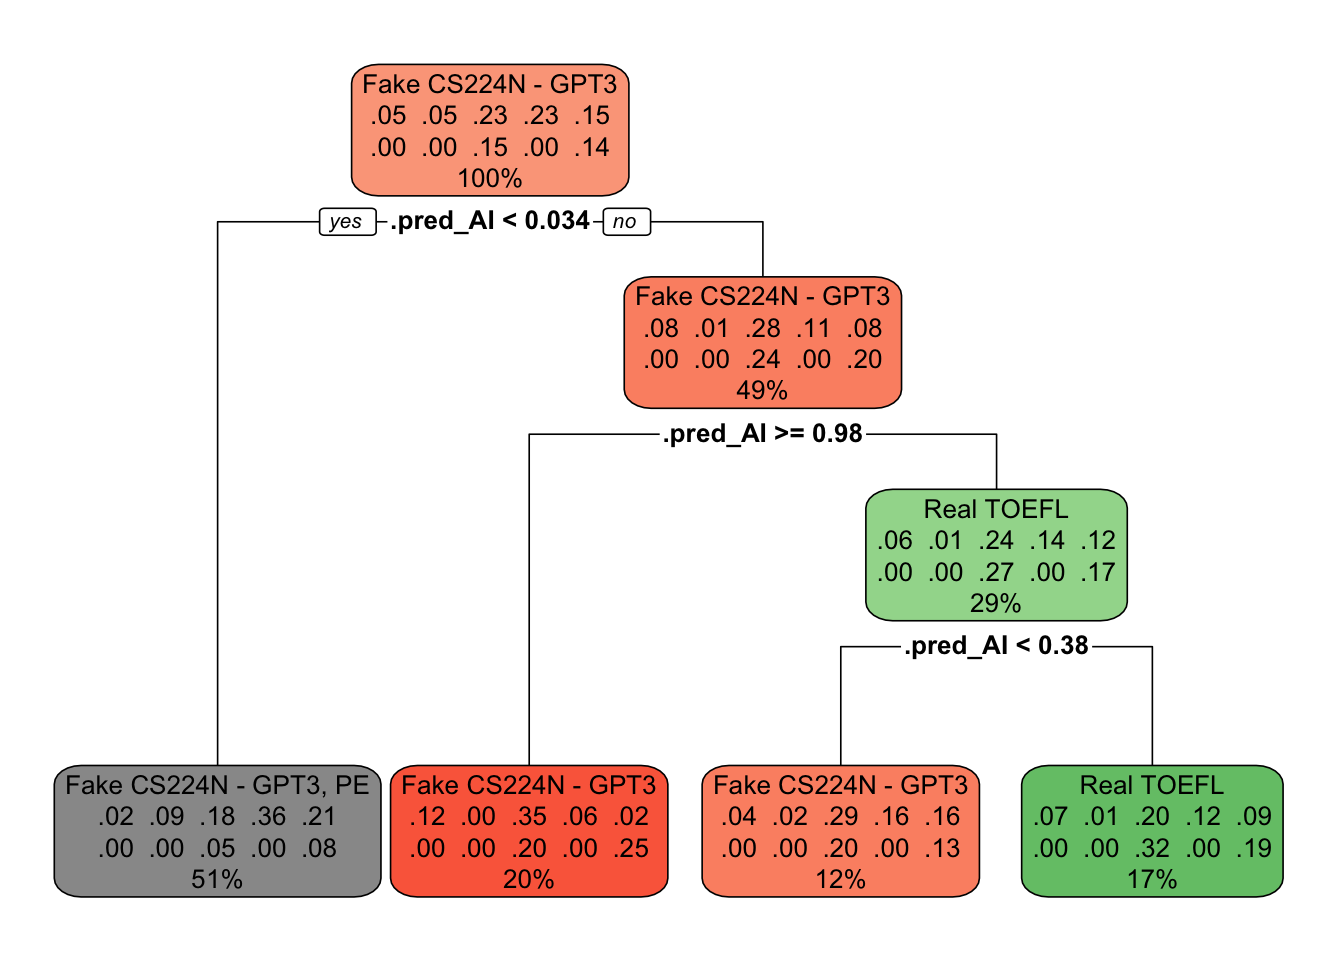 Fake CS224N - GPT3
.05 .05 .23 .23 .15
.00 .00 .15 .00 .14
100%
yes .pred_AI < 0.034 no
Fake CS224N - GPT3
.08 .01 .28 .11 .08
.00 .00 .24 .00 .20
49%
.pred_AI >= 0.98
Real TOEFL
.06 .01 .24 .14 .12
.00 .00 .27 .00 .17
29%
.pred_AI < 0.38
Fake CS224N - GPT3, PE
.02 .09 .18 .36 .21
.00 .00 .05 .00 .08
51%
Fake CS224N - GPT3
.12 .00 .35 .06 .02
.00 .00 .20 .00 .25
20%
Fake CS224N - GPT3
.04 .02 .29 .16 .16
.00 .00 .20 .00 .13
12%
Real TOEFL
.07 .01 .20 .12 .09
.00 .00 .32 .00 .19
17%